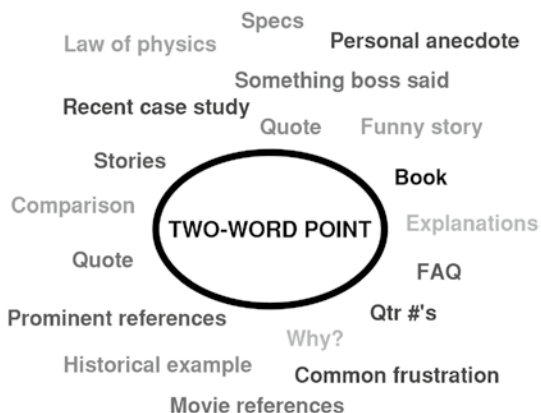 Specs
Law of physics
Personal anecdote
Something boss said
Recent case study
Quote
Funny story
Stories
Book
Comparison
TWO-WORD POINT
Explanations
Quote
FAQ
Prominent references
Qtr #'s
Why?
Historical example
Common frustration
Movie references